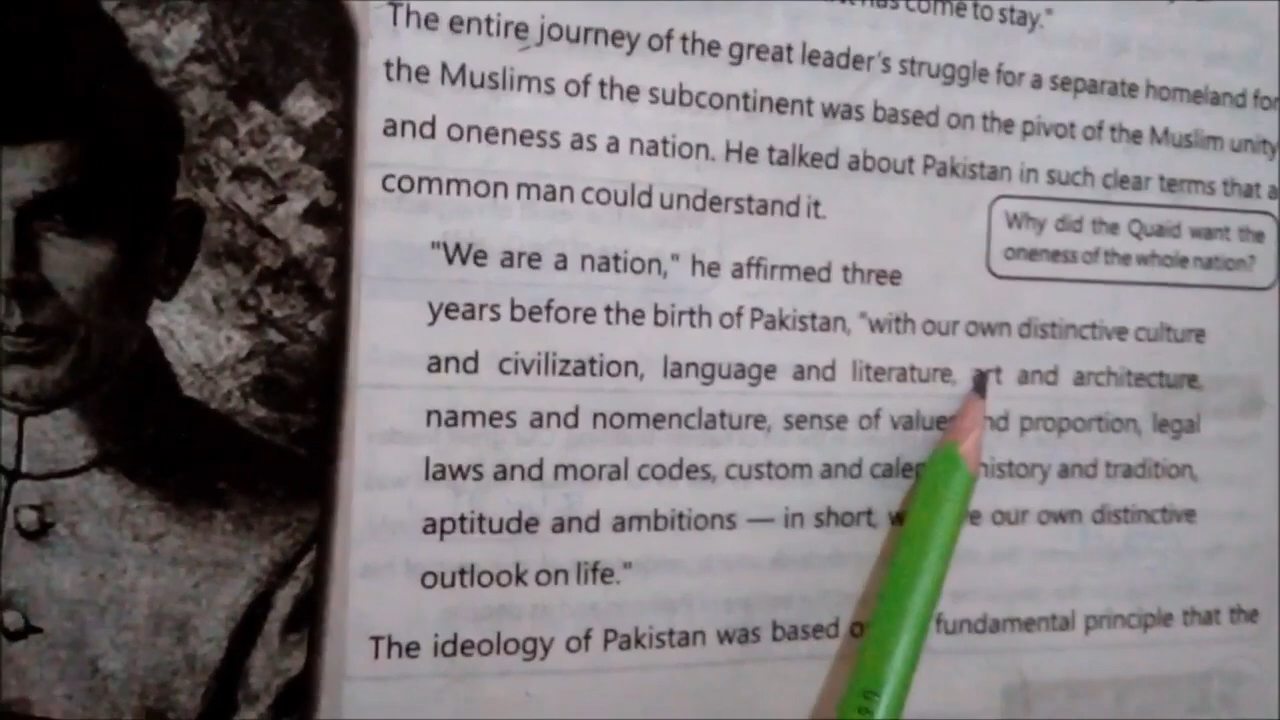 has come to stay."
The entire journey of the great leader's struggle for a separate homeland for
the Muslims of the subcontinent was based on the pivot of the Muslim unity
and oneness as a nation. He talked about Pakistan in such clear terms that a
common man could understand it.
Why did the Quaid want the
oneness of the whole nation?
"We are a nation," he affirmed three
years before the birth of Pakistan, "with our own distinctive culture
and civilization, language and literature, art and architecture,
names and nomenclature, sense of value nd proportion, legal
laws and moral codes, custom and cale history and tradition,
aptitude and ambitions — in short, w e our own distinctive
outlook on life."
The ideology of Pakistan was based o fundamental principle that the